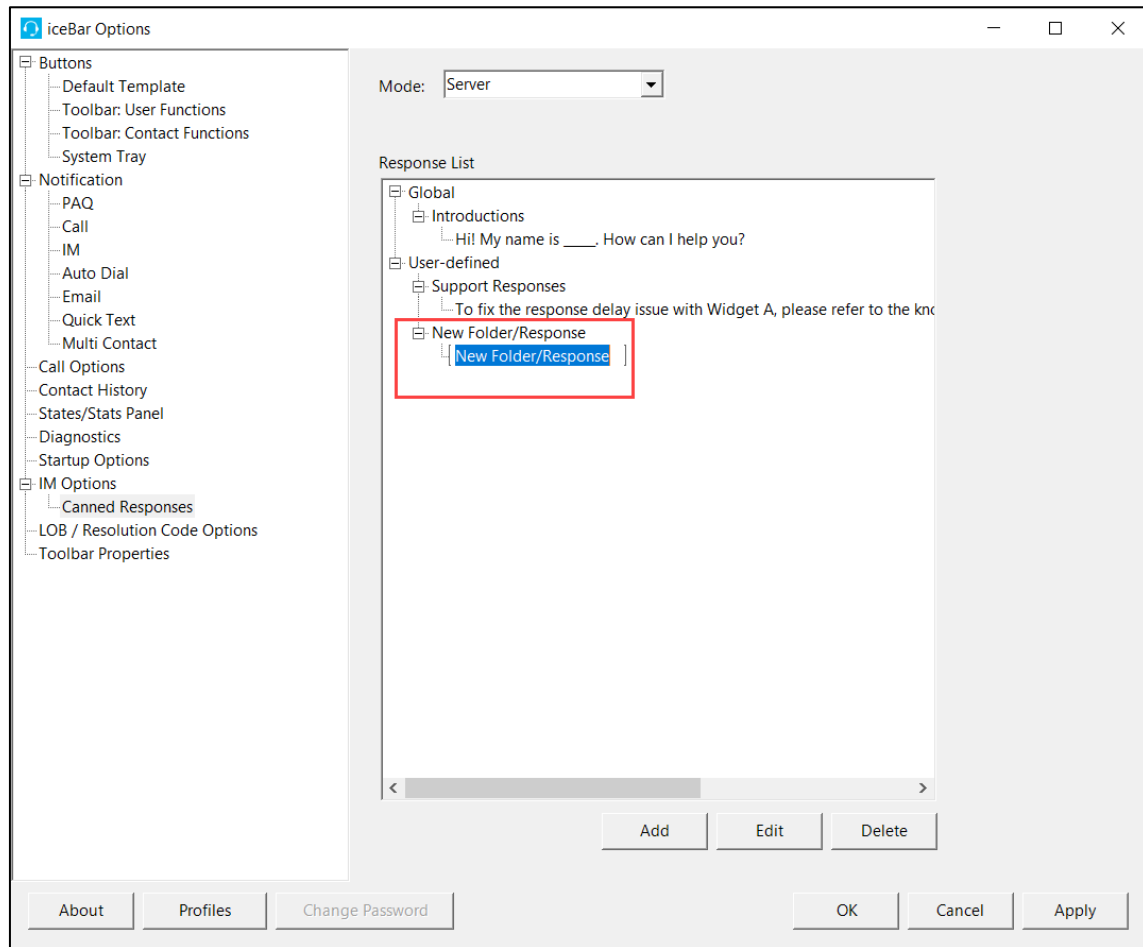 iceBar Options
Buttons
Default Template
Toolbar: User Functions
Toolbar: Contact Functions
System Tray
Notification
PAQ
Call
IM
Auto Dial
Email
Quick Text
Multi Contact
Call Options
Contact History
States/Stats Panel
Diagnostics
Startup Options
IM Options
Canned Responses
LOB / Resolution Code Options
Toolbar Properties
Mode: Server
Response List
Global
Introductions
Hi! My name is ____. How can I help you?
User-defined
Support Responses
To fix the response delay issue with Widget A, please refer to the kno
New Folder/Response
New Folder/Response
Add Edit Delete
About Profiles Change Password OK Cancel Apply